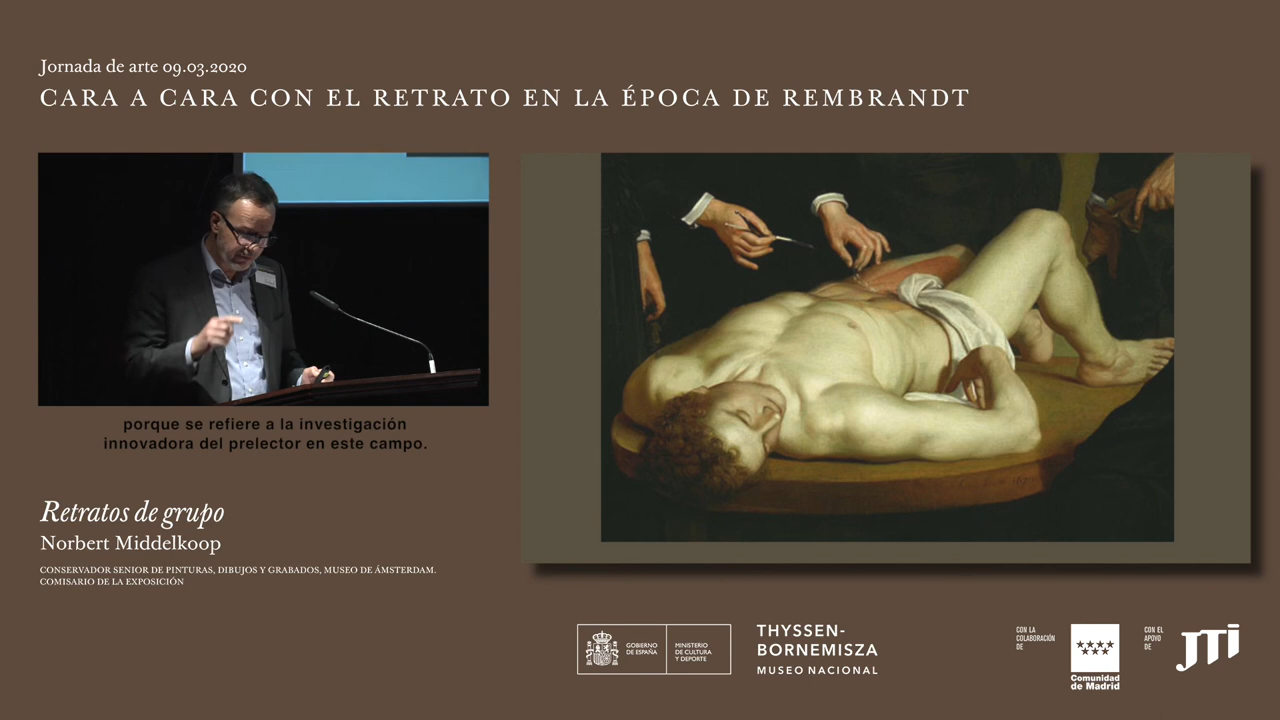 Jornada de arte 09.03.2020
CARA A CARA CON EL RETRATO EN LA ÉPOCA DE REMBRANDT
porque se refiere a la investigación
innovadora del prelector en este campo.
Retratos de grupo
Norbert Middelkoop
CONSERVADOR SENIOR DE PINTURAS, DIBUJOS Y GRABADOS, MUSEO DE ÁMSTERDAM.
COMISARIO DE LA EXPOSICIÓN
GOBIERNO
DE ESPAÑA
MINISTERIO
DE CULTURA
Y DEPORTE
THYSSEN-
BORNEMISZA
MUSEO NACIONAL
CON LA
COLABORACIÓN
DE
Comunidad
de Madrid
CON EL
APOYO
DE
JTi